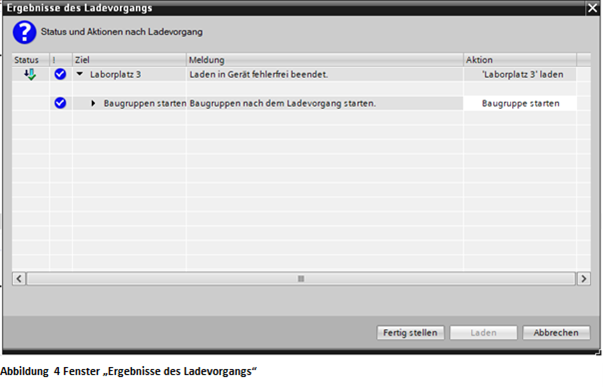 Ergebnisse des Ladevorgangs
Status und Aktionen nach Ladevorgang
Status ! Ziel Meldung Aktion
Laborplatz 3 Laden in Gerät fehlerfrei beendet. 'Laborplatz 3' laden
Baugruppen starten Baugruppen nach dem Ladevorgang starten. Baugruppe starten
Fertig stellen Laden Abbrechen
Abbildung 4 Fenster „Ergebnisse des Ladevorgangs“